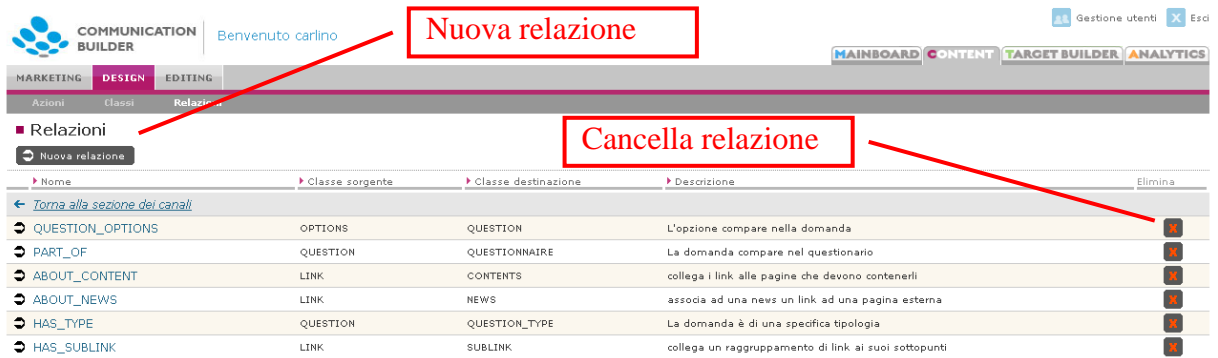 COMMUNICATION
BUILDER
Benvenuto carlino
Nuova relazione
Gestione utenti
X Esci
MAINBOARD CONTENT TARGET BUILDER ANALYTICS
MARKETING DESIGN EDITING
Azioni Classi Relazioni
Relazioni
Cancella relazione
Nuova relazione
Nome Classe sorgente Classe destinazione Descrizione Elimina
Torna alla sezione dei canali
QUESTION_OPTIONS OPTIONS QUESTION L'opzione compare nella domanda X
PART_OF QUESTION QUESTIONNAIRE La domanda compare nel questionario X
ABOUT_CONTENT LINK CONTENTS collega i link alle pagine che devono contenerli X
ABOUT_NEWS LINK NEWS associa ad una news un link ad una pagina esterna X
HAS_TYPE QUESTION QUESTION_TYPE La domanda è di una specifica tipologia X
HAS_SUBLINK LINK SUBLINK collega un raggruppamento di link ai suoi sottopunti X